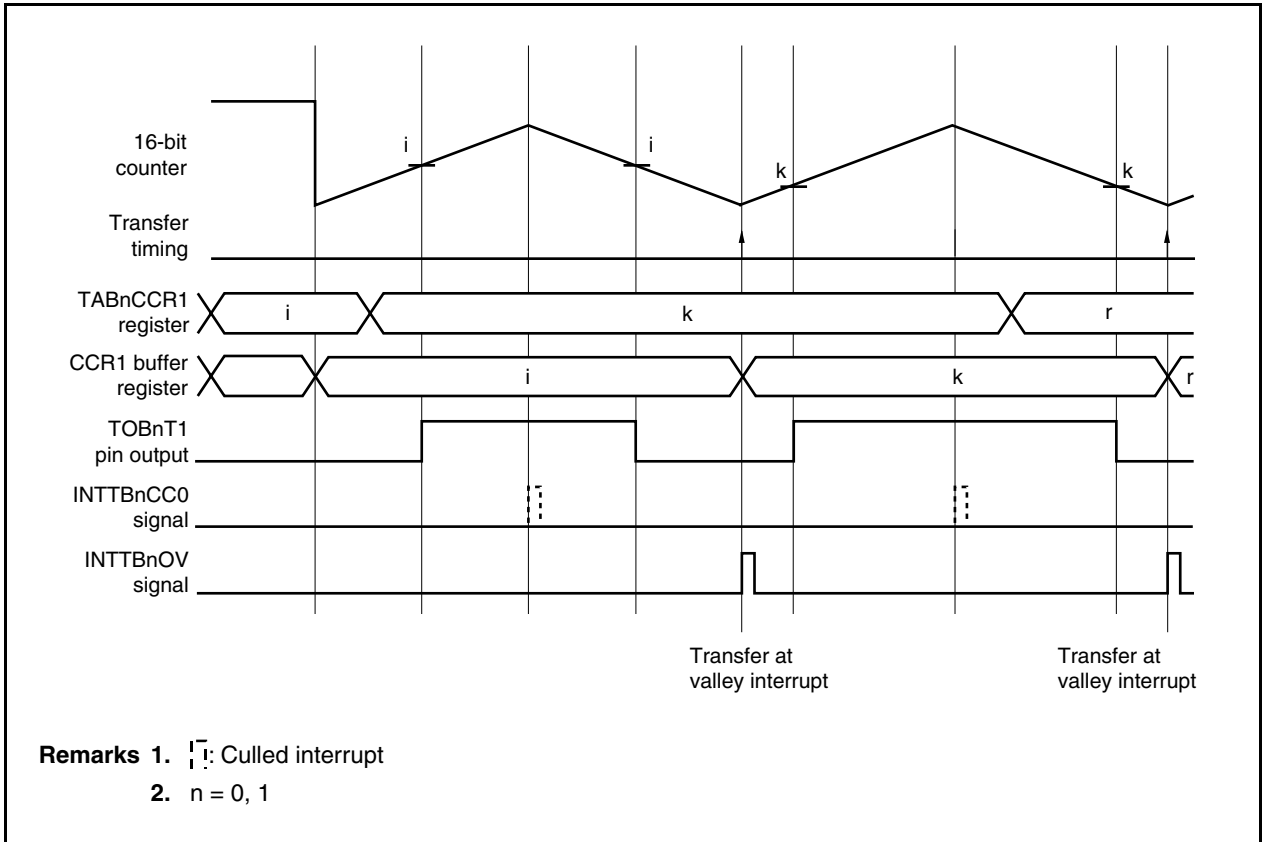 16-bit
counter
i
i
k
k
Transfer
timing
TABnCCR1
register
i
k
r
CCR1 buffer
register
i
k
r
TOBnT1
pin output
INTTBnCC0
signal
INTTBnOV
signal
Transfer at
valley interrupt
Transfer at
valley interrupt
Remarks 1. : Culled interrupt
2. n = 0, 1